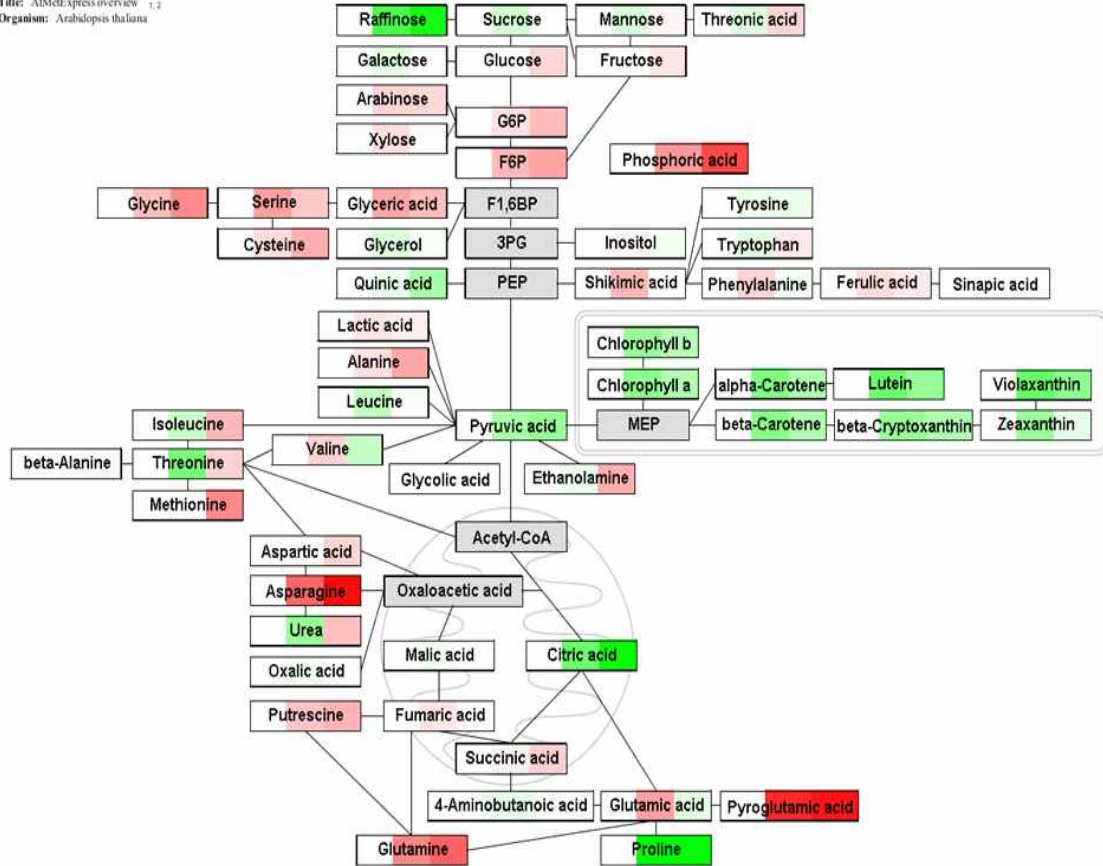 Title: AtMetExpress overview 1, 2
Organism: Arabidopsis thaliana
Raffinose Sucrose Mannose Threonic acid
Galactose Glucose Fructose
Arabinose
G6P
Xylose
F6P Phosphoric acid
Glycine Serine Glyceric acid F1,6BP Tyrosine
Cysteine Glycerol 3PG Inositol Tryptophan
Quinic acid PEP Shikimic acid Phenylalanine Ferulic acid Sinapic acid
Lactic acid
Chlorophyll b
Alanine
Chlorophyll a alpha-Carotene Lutein Violaxanthin
Leucine
Isoleucine Pyruvic acid MEP beta-Carotene beta-Cryptoxanthin Zeaxanthin
Valine
beta-Alanine Threonine
Glycolic acid Ethanolamine
Methionine
Acetyl-CoA
Aspartic acid
Asparagine Oxaloacetic acid
Urea
Malic acid Citric acid
Oxalic acid
Putrescine Fumaric acid
Succinic acid
4-Aminobutanoic acid Glutamic acid Pyroglutamic acid
Glutamine Proline